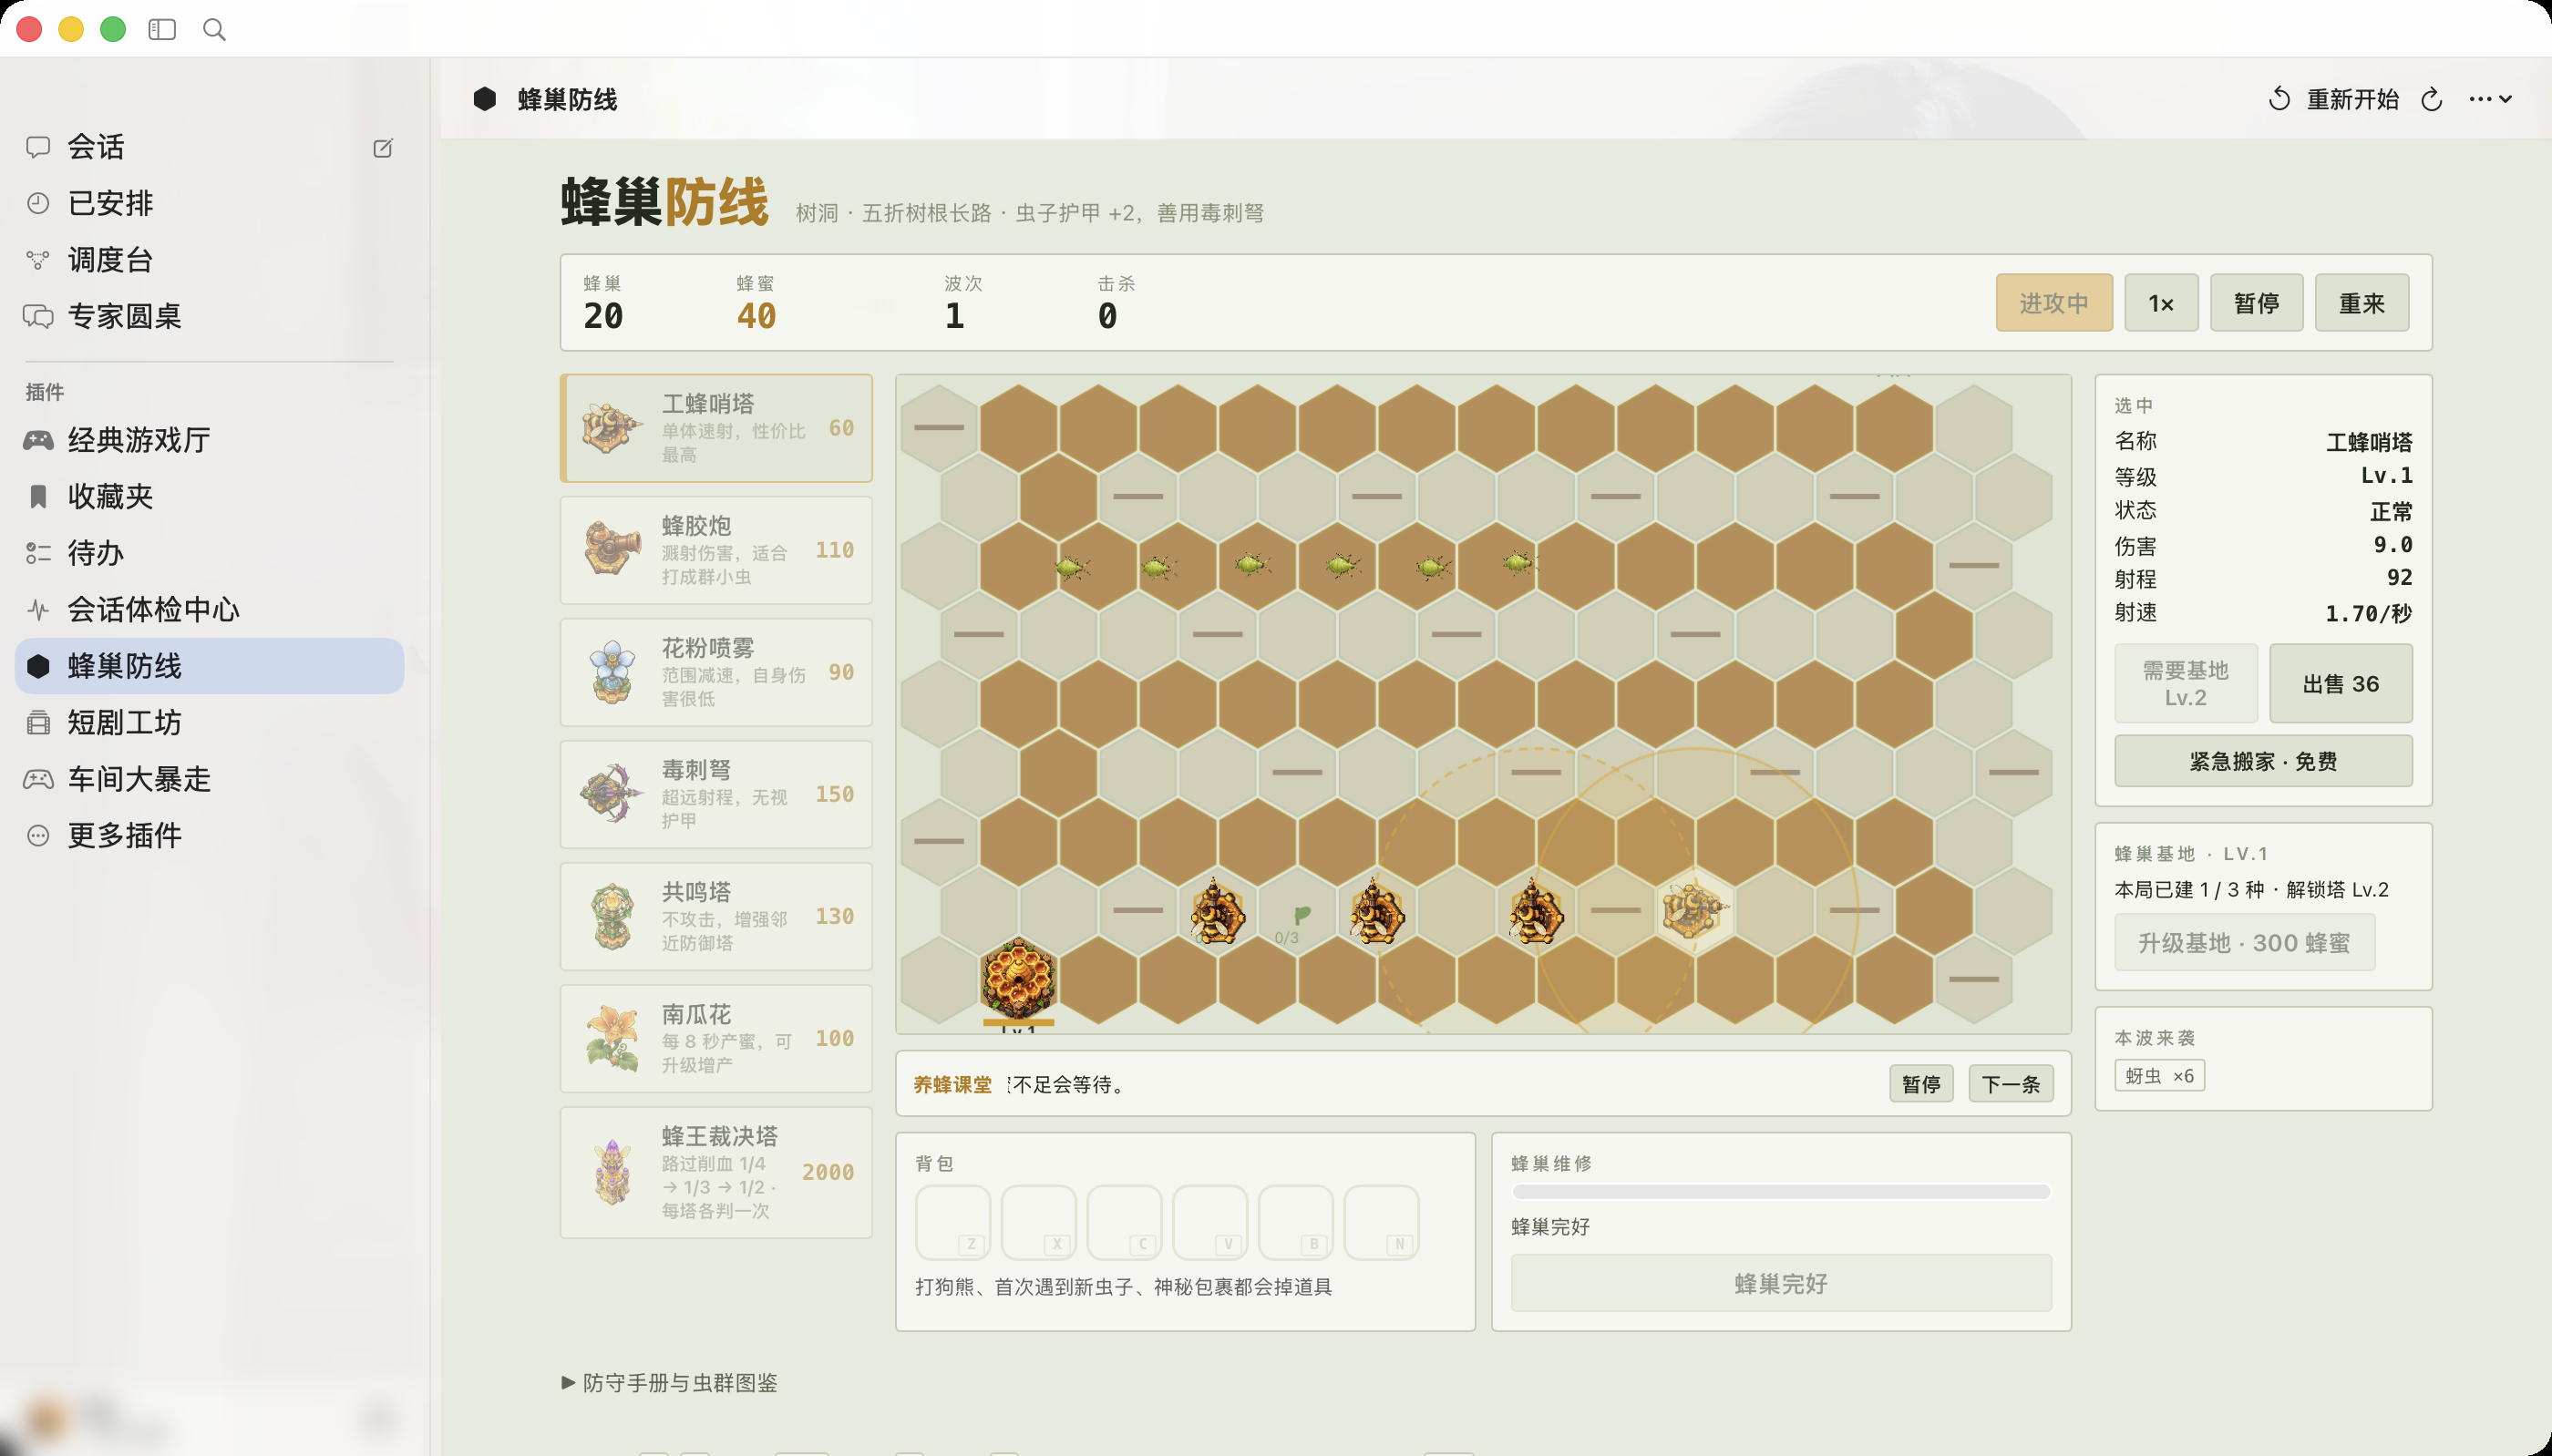 蜂巢防线
重新开始
会话
已安排
调度台
专家圆桌
插件
经典游戏厅
收藏夹
待办
会话体检中心
蜂巢防线
短剧工坊
车间大暴走
更多插件
蜂巢防线
树洞 · 五折树根长路 · 虫子护甲 +2，善用毒刺弩
蜂巢
20
蜂蜜
40
波次
1
击杀
0
进攻中
1×
暂停
重来
工蜂哨塔
单体速射，性价比
最高
60
蜂胶炮
溅射伤害，适合
打成群小虫
110
花粉喷雾
范围减速，自身伤
害很低
90
毒刺弩
超远射程，无视
护甲
150
共鸣塔
不攻击，增强邻
近防御塔
130
南瓜花
每 8 秒产蜜，可
升级增产
100
蜂王裁决塔
路过削血 1/4
→ 1/3 → 1/2 ·
每塔各判一次
2000
0/3
Lv.1
选中
名称
工蜂哨塔
等级
Lv.1
状态
正常
伤害
9.0
射程
92
射速
1.70/秒
需要基地
Lv.2
出售 36
紧急搬家 · 免费
蜂巢基地 · LV.1
本局已建 1 / 3 种 · 解锁塔 Lv.2
升级基地 · 300 蜂蜜
本波来袭
蚜虫 ×6
养蜂课堂
不足会等待。
暂停
下一条
背包
Z
X
C
V
B
N
打狗熊、首次遇到新虫子、神秘包裹都会掉道具
蜂巢维修
蜂巢完好
蜂巢完好
▶ 防守手册与虫群图鉴